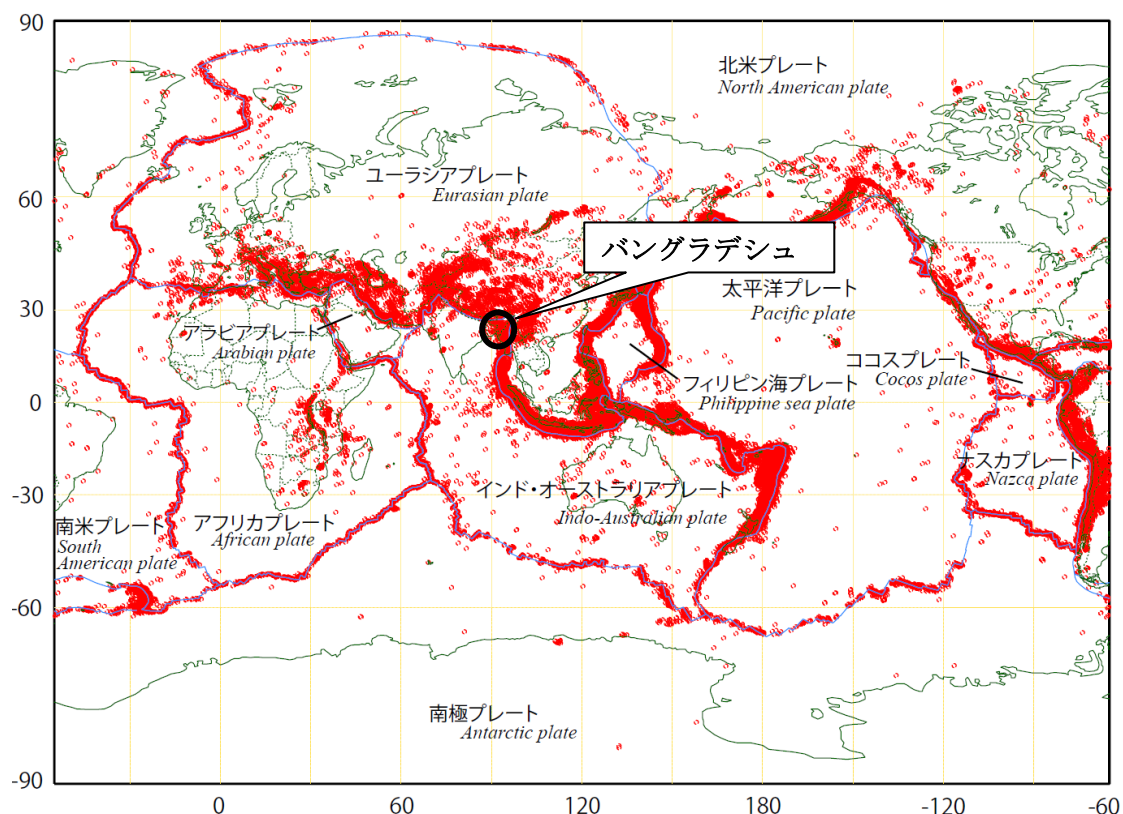 90
北米プレート
North American plate
ユーラシアプレート
Eurasian plate
60
バングラデシュ
太平洋プレート
Pacific plate
30
アラビアプレート
Arabian plate
ココスプレート
Cocos plate
フィリピン海プレート
Philippine sea plate
0
ナスカプレート
Nazca plate
インド・オーストラリアプレート
Indo-Australian plate
-30
南米プレート
South
American plate
アフリカプレート
African plate
-60
南極プレート
Antarctic plate
-90
0 60 120 180 -120 -60